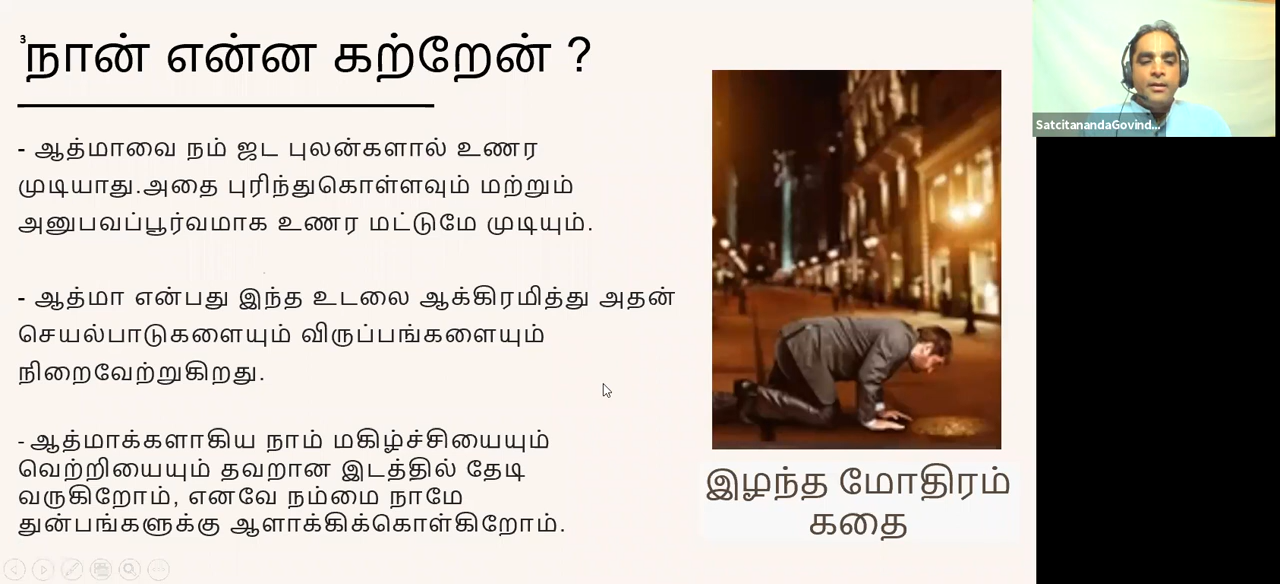 3
நான் என்ன கற்றேன் ?
- ஆத்மாவை நம் ஜட புலன்களால் உணர
முடியாது.அதை புரிந்துகொள்ளவும் மற்றும்
அனுபவப்பூர்வமாக உணர மட்டுமே முடியும்.
- ஆத்மா என்பது இந்த உடலை ஆக்கிரமித்து அதன்
செயல்பாடுகளையும் விருப்பங்களையும்
நிறைவேற்றுகிறது.
- ஆத்மாக்களாகிய நாம் மகிழ்ச்சியையும்
வெற்றியையும் தவறான இடத்தில் தேடி
வருகிறோம், எனவே நம்மை நாமே
துன்பங்களுக்கு ஆளாக்கிக்கொள்கிறோம்.
இழந்த மோதிரம்
கதை
SatcitanandaGovind...